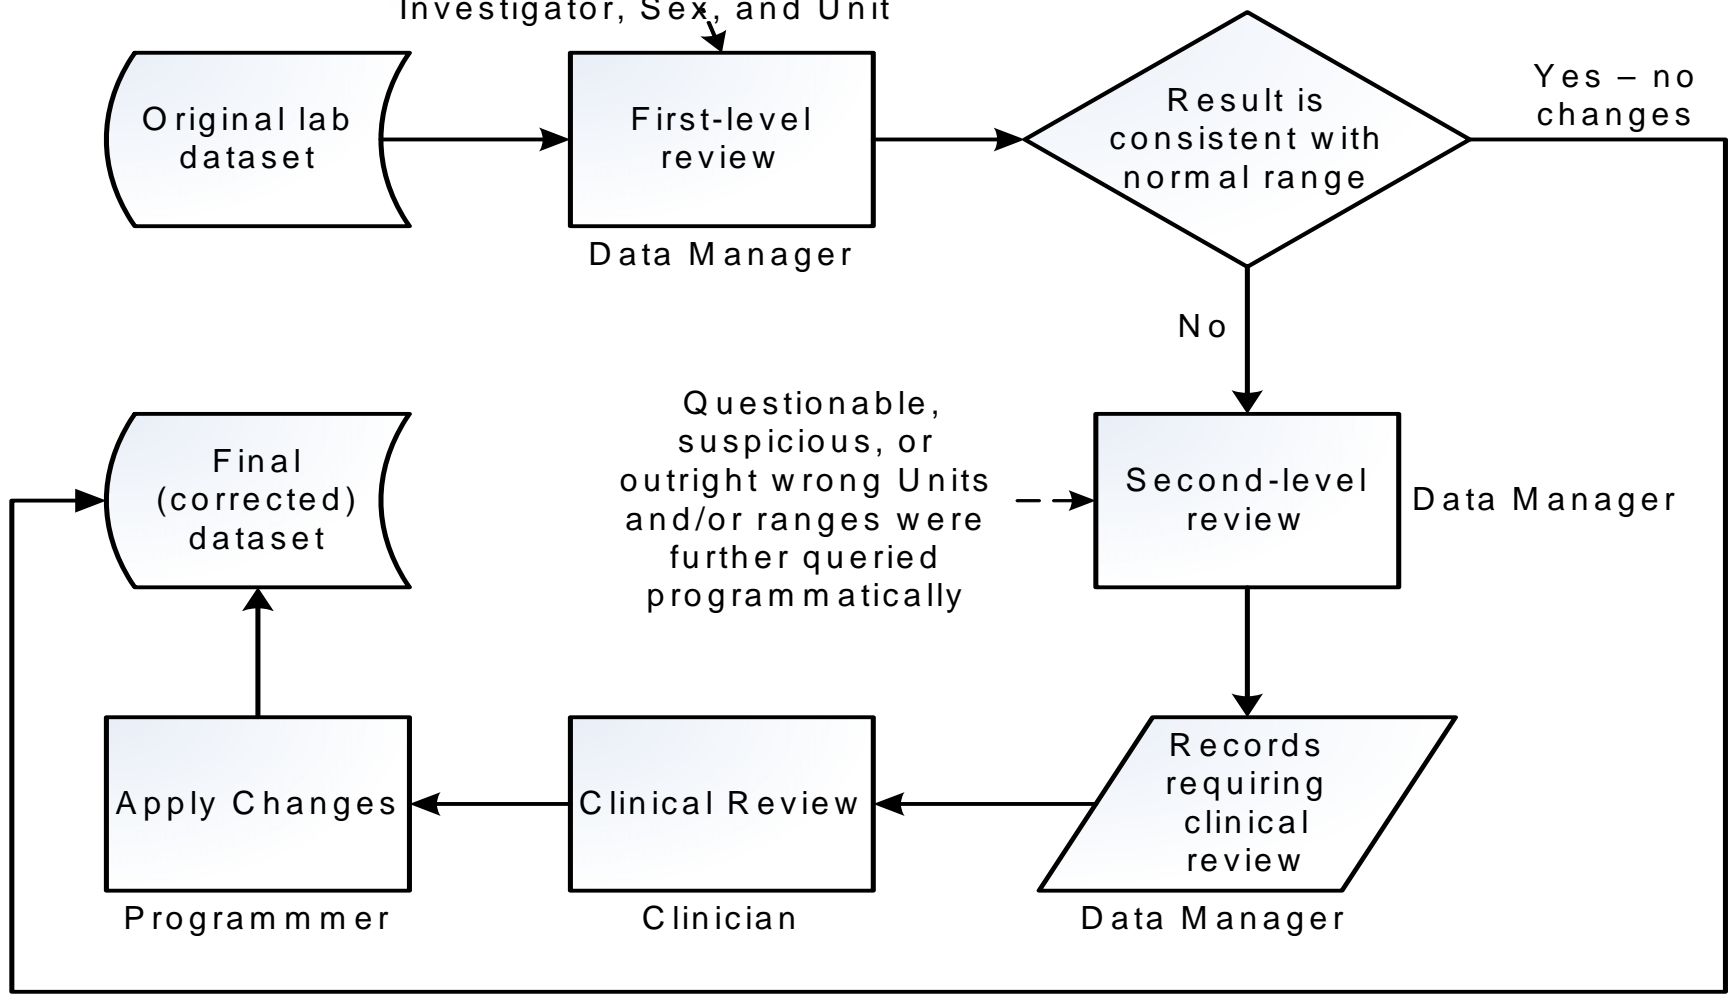 Investigator, Sex, and Unit
Original lab
dataset
First-level
review
Data Manager
Result is
consistent with
normal range
Yes – no
changes
No
Final
(corrected)
dataset
Questionable,
suspicious, or
outright wrong Units
and/or ranges were
further queried
programmatically
Second-level
review
Data Manager
Apply Changes
Programmmer
Clinical Review
Clinician
Records
requiring
clinical
review
Data Manager